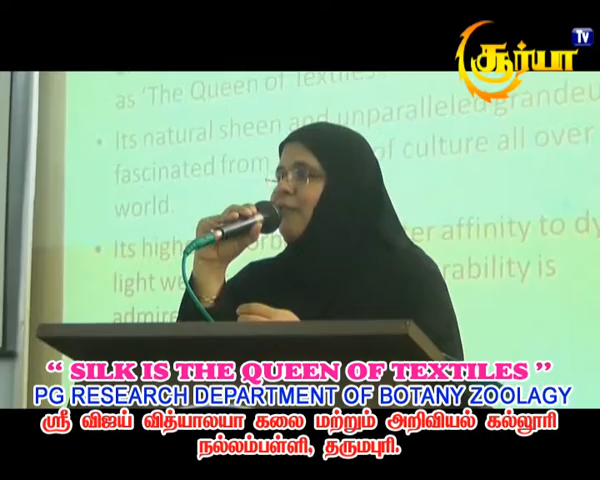 சூர்யா TV
as ‘The Queen of Textiles
• Its natural sheen and unparalleled grandeu
fascinated from of culture all over
world.
• Its high er affinity to dy
light we rability is
admire
“ SILK IS THE QUEEN OF TEXTILES ”
PG RESEARCH DEPARTMENT OF BOTANY ZOOLAGY
ஸ்ரீ விஜய் வித்யாலயா கலை மற்றும் அறிவியல் கல்லூரி
நல்லம்பள்ளி, தருமபுரி.